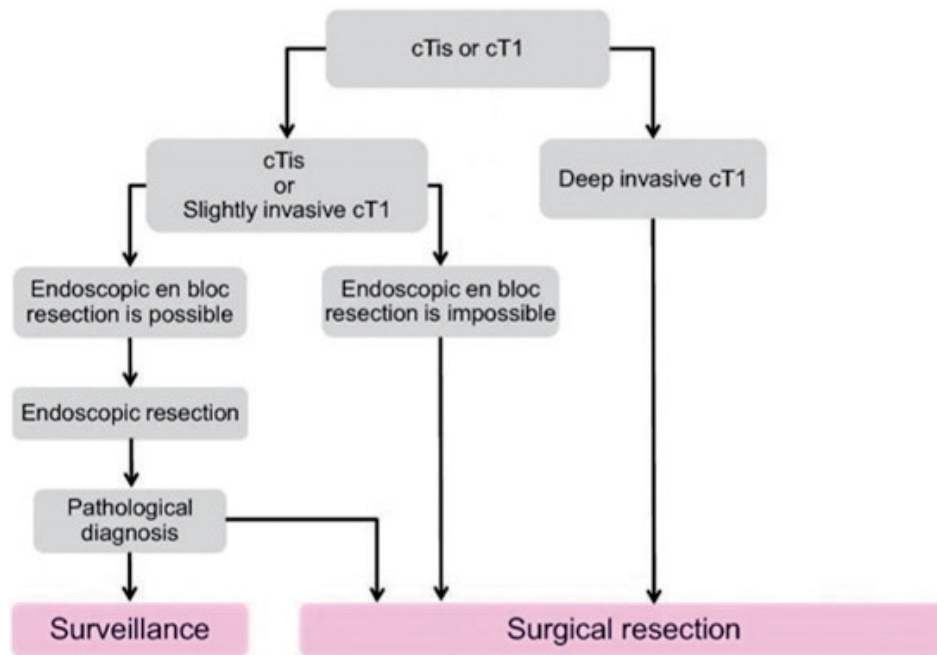 cTis or cT1
cTis
or
Slightly invasive cT1
Deep invasive cT1
Endoscopic en bloc
resection is possible
Endoscopic en bloc
resection is impossible
Endoscopic resection
Pathological
diagnosis
Surveillance
Surgical resection